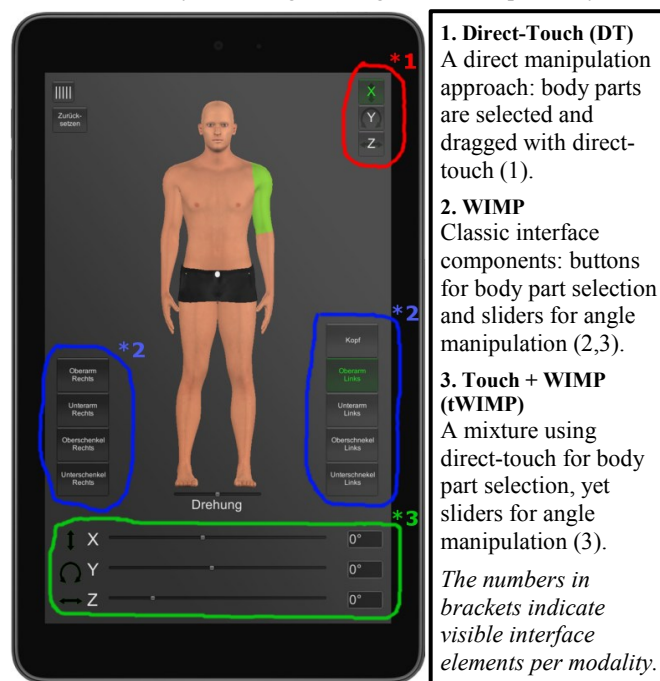 *1
X
Zurück-
setzen
Y
Z
*2
*2
Kopf
Oberarm
Rechts
Oberarm
Links
Unterarm
Rechts
Unterarm
Links
Oberschenkel
Rechts
Oberschnekel
Links
Unterschenkel
Rechts
Unterschnekel
Links
Drehung
*3
X 0°
Y 0°
Z 0°
1. Direct-Touch (DT)
A direct manipulation
approach: body parts
are selected and
dragged with direct-
touch (1).
2. WIMP
Classic interface
components: buttons
for body part selection
and sliders for angle
manipulation (2,3).
3. Touch + WIMP
(tWIMP)
A mixture using
direct-touch for body
part selection, yet
sliders for angle
manipulation (3).
The numbers in
brackets indicate
visible interface
elements per modality.